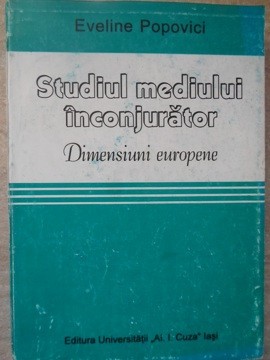 Eveline Popovici
Studiul mediului
înconjurător
Dimensiuni europene
Editura Universității „Al. I. Cuza" Iași